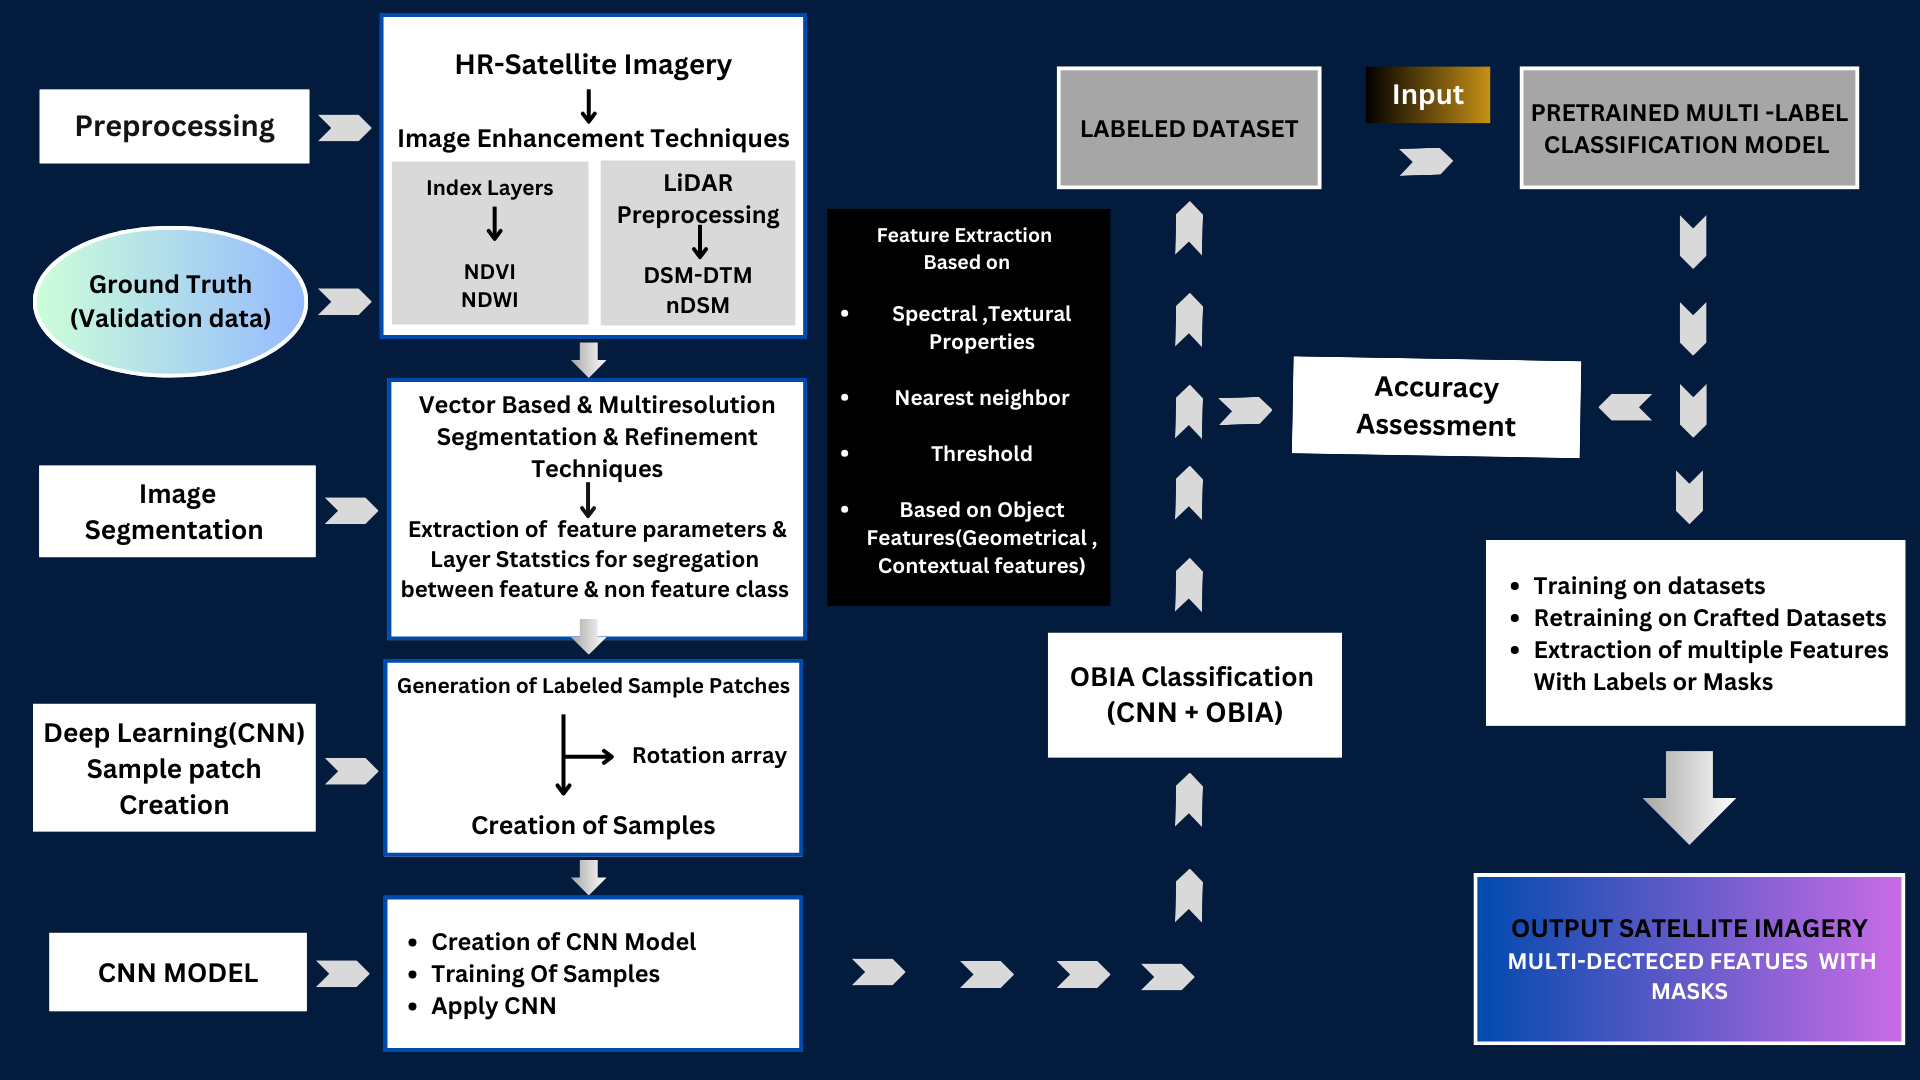 Preprocessing
HR-Satellite Imagery
Image Enhancement Techniques
Index Layers
NDVI
NDWI
LiDAR
Preprocessing
DSM-DTM
nDSM
Ground Truth
(Validation data)
Image
Segmentation
Vector Based & Multiresolution
Segmentation & Refinement
Techniques
Extraction of feature parameters &
Layer Statstics for segregation
between feature & non feature class
Deep Learning(CNN)
Sample patch
Creation
Generation of Labeled Sample Patches
Rotation array
Creation of Samples
CNN MODEL
• Creation of CNN Model
• Training Of Samples
• Apply CNN
Feature Extraction
Based on
• Spectral ,Textural
Properties
• Nearest neighbor
• Threshold
• Based on Object
Features(Geometrical ,
Contextual features)
OBIA Classification
(CNN + OBIA)
LABELED DATASET
Input
PRETRAINED MULTI -LABEL
CLASSIFICATION MODEL
Accuracy
Assessment
• Training on datasets
• Retraining on Crafted Datasets
• Extraction of multiple Features
With Labels or Masks
OUTPUT SATELLITE IMAGERY
MULTI-DECTECED FEATUES WITH
MASKS